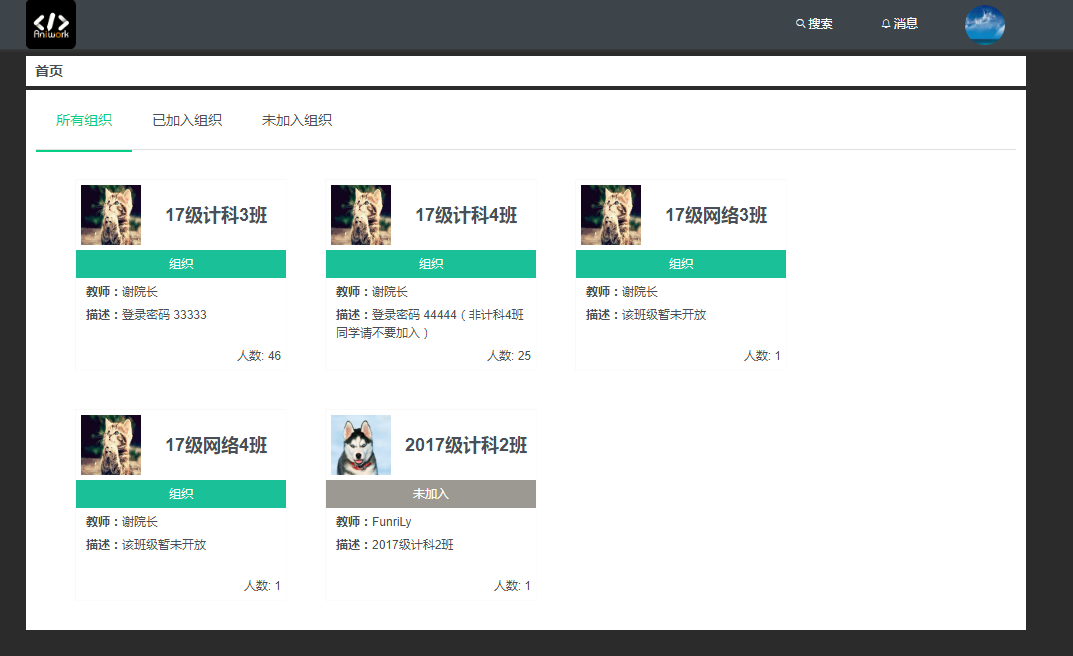 </>
Aniwork
搜索
消息
首页
所有组织
已加入组织
未加入组织
17级计科3班
组织
教师：谢院长
描述：登录密码 33333
人数: 46
17级计科4班
组织
教师：谢院长
描述：登录密码 44444（非计科4班
同学请不要加入）
人数: 25
17级网络3班
组织
教师：谢院长
描述：该班级暂未开放
人数: 1
17级网络4班
组织
教师：谢院长
描述：该班级暂未开放
人数: 1
2017级计科2班
未加入
教师：FunriLy
描述：2017级计科2班
人数: 1